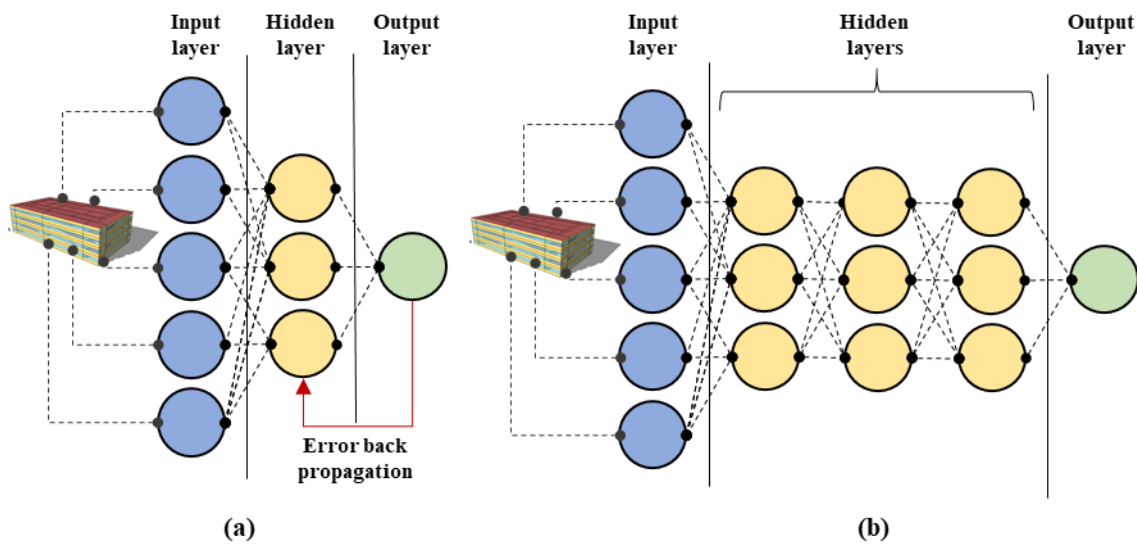 Input
layer
Hidden
layer
Output
layer
Error back
propagation
(a)
Input
layer
Hidden
layers
Output
layer
(b)